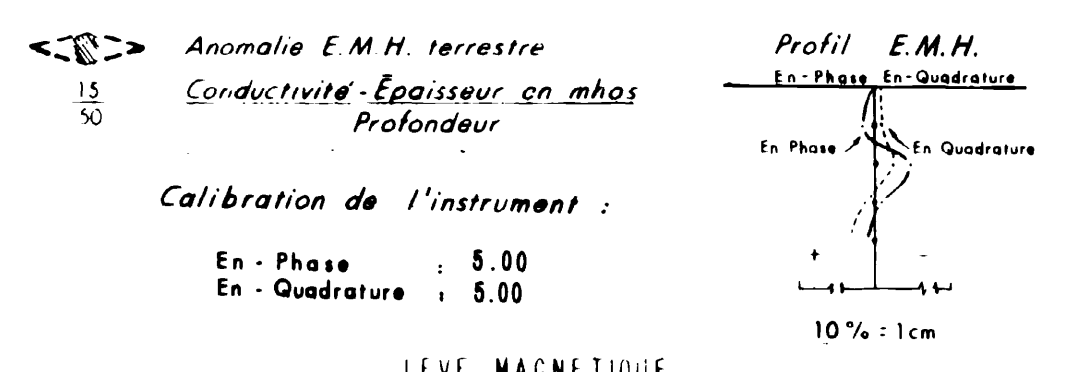 Anomalie E.M.H. terrestre
15
50
Conductivité - Épaisseur en mhos
Profondeur
Calibration de l'instrument :
En - Phase : 5.00
En - Quadrature : 5.00
Profil E.M.H.
En-Phase En-Quadrature
En Phase
En Quadrature
+ -
10 % = 1cm
LEVE MAGNETIQUE